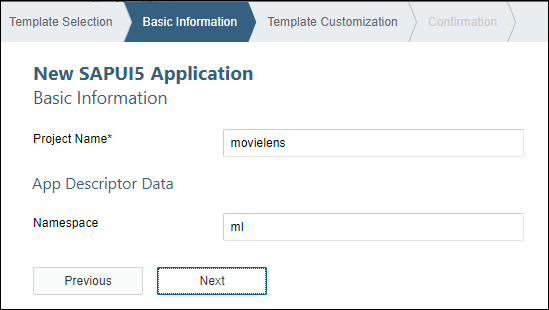 Template Selection Basic Information Template Customization Confirmation
New SAPUI5 Application
Basic Information
Project Name* movielens
App Descriptor Data
Namespace ml
Previous Next